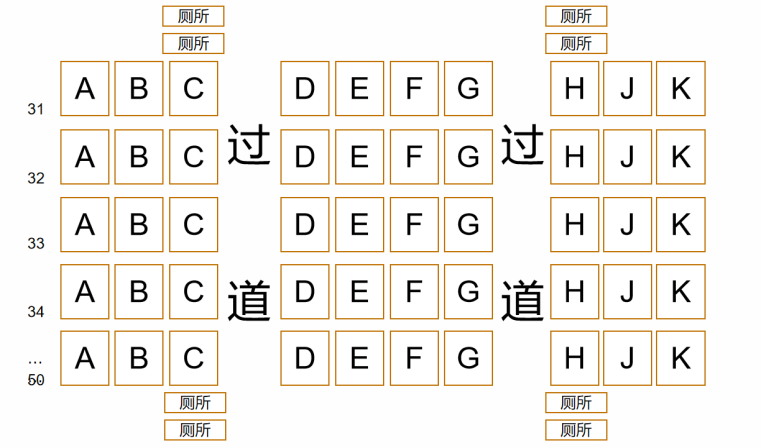 厕所 厕所
厕所 厕所
31 A B C D E F G H J K
过 过
32 A B C D E F G H J K
33 A B C D E F G H J K
34 A B C 道 D E F G 道 H J K
... A B C D E F G H J K
50
厕所 厕所
厕所 厕所